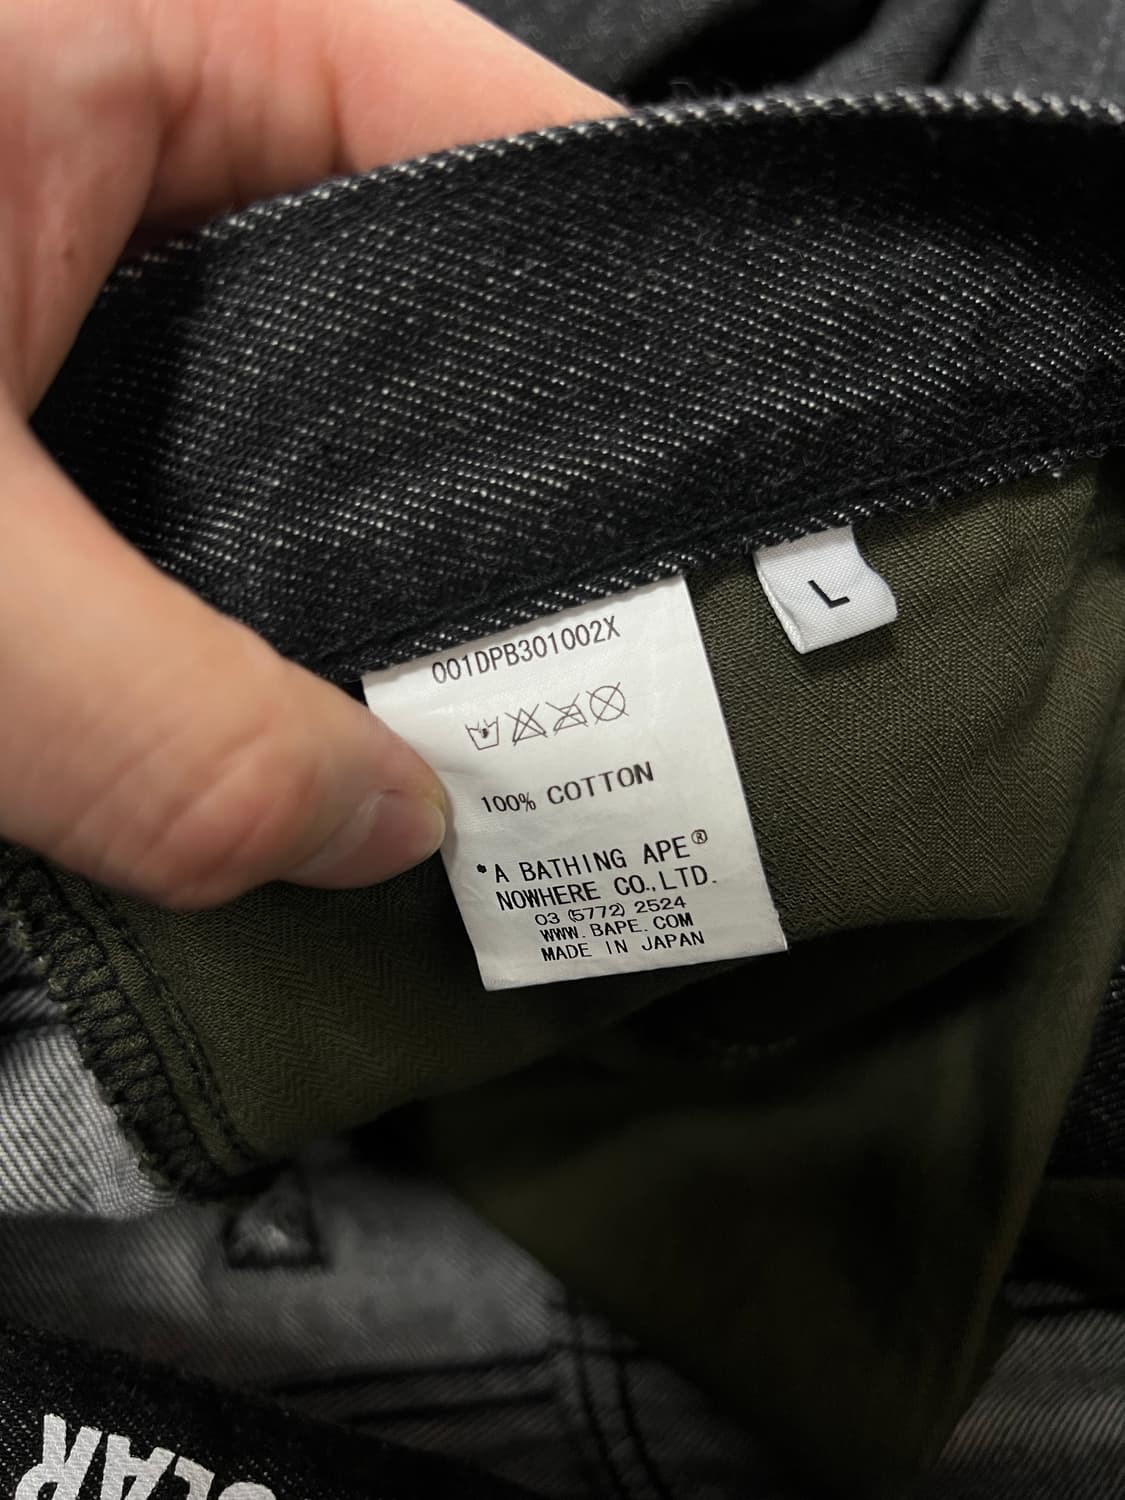 001DPB301002X
L
100% COTTON
*A BATHING APE®
NOWHERE CO.,LTD.
03 (5772) 2524
WWW. BAPE. COM
MADE IN JAPAN